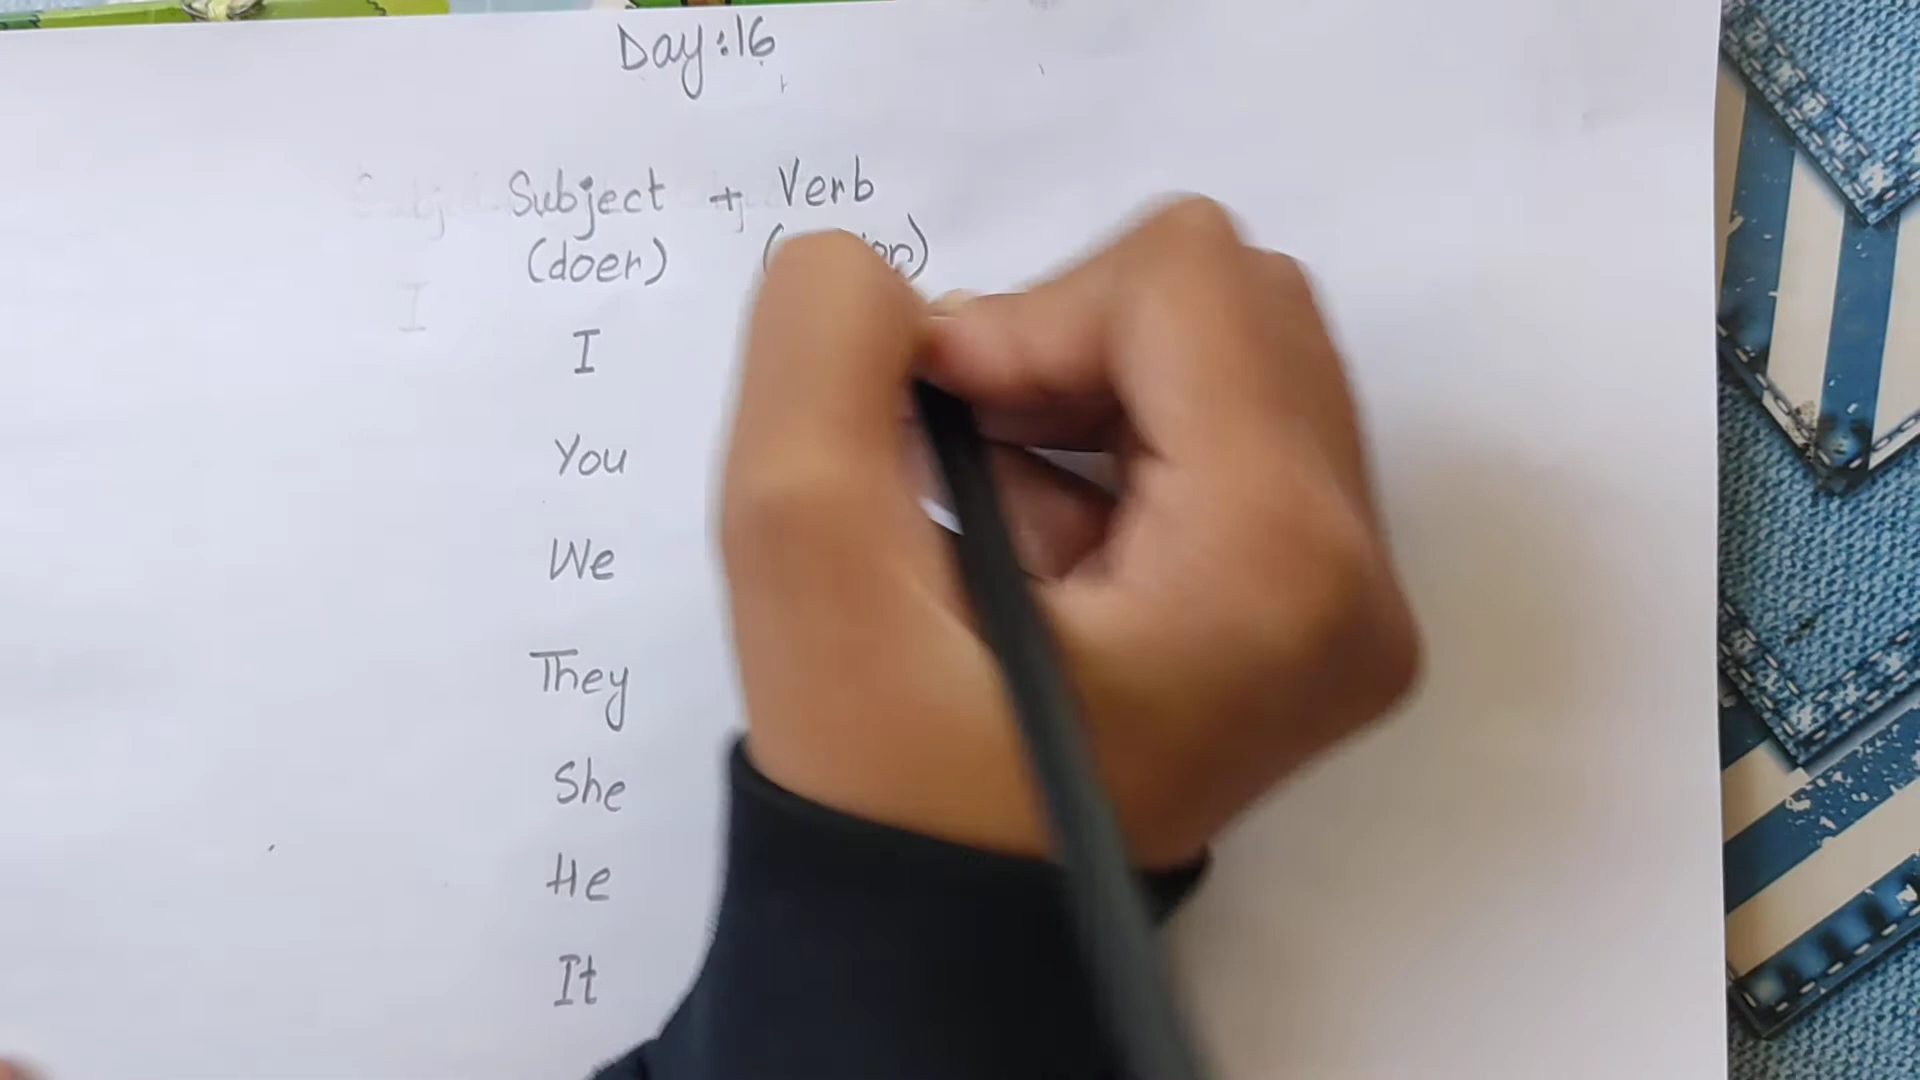 Day:16
Subject + Verb
(doer)
I
You
We
They
She
He
It